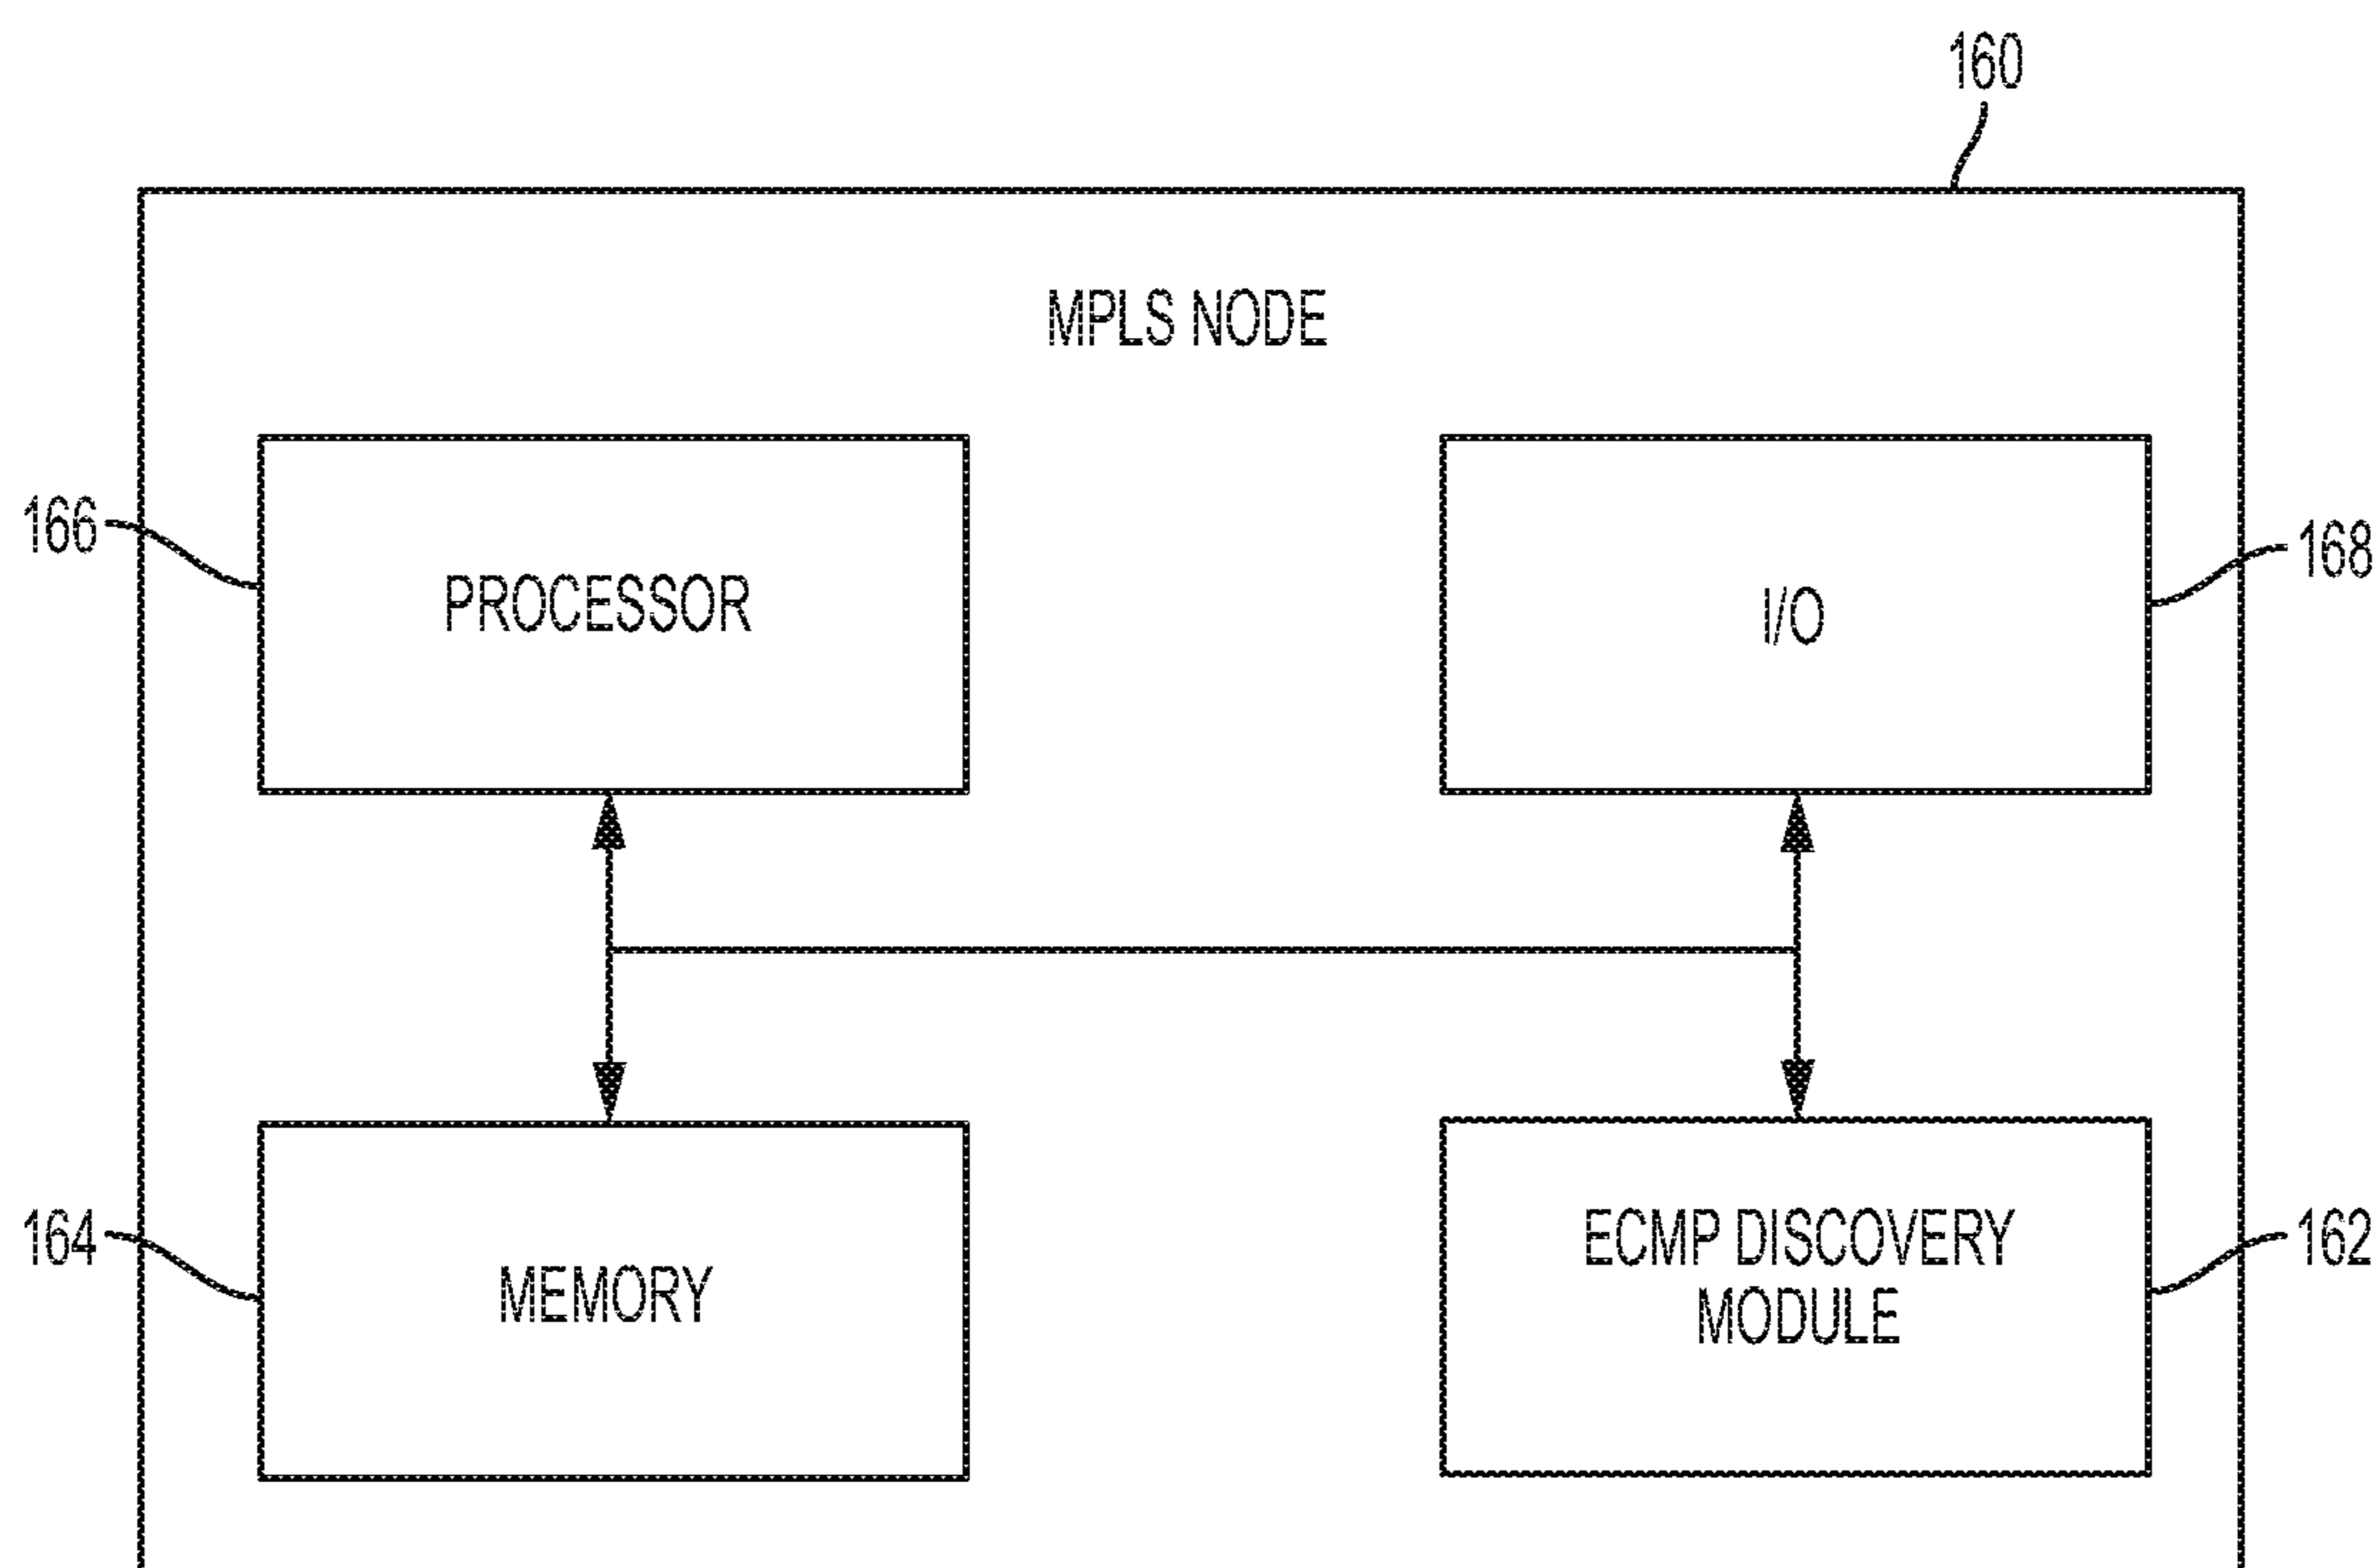 160
MPLS NODE
166
PROCESSOR
I/O
168
164
MEMORY
ECMP DISCOVERY
MODULE
162